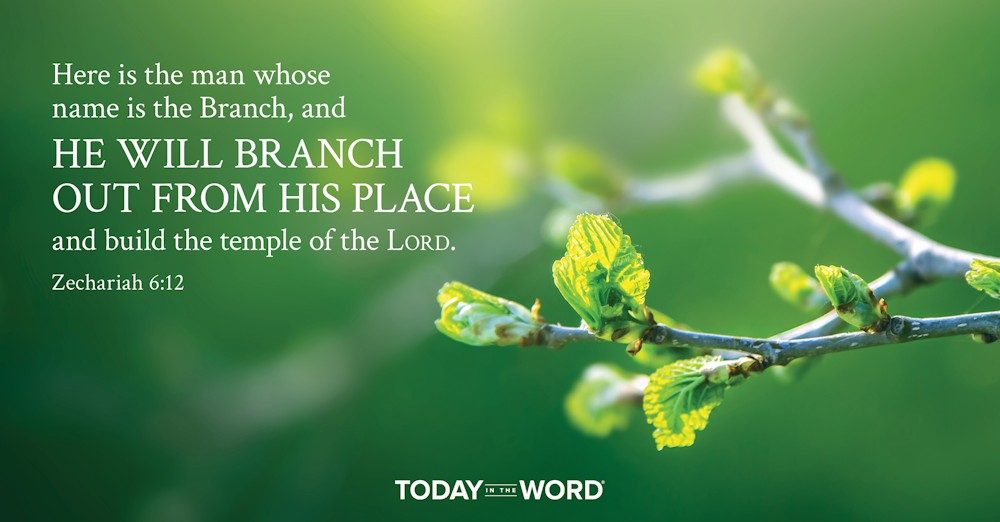 Here is the man whose
name is the Branch, and
HE WILL BRANCH
OUT FROM HIS PLACE
and build the temple of the LORD.
Zechariah 6:12
TODAY IN THE WORD®